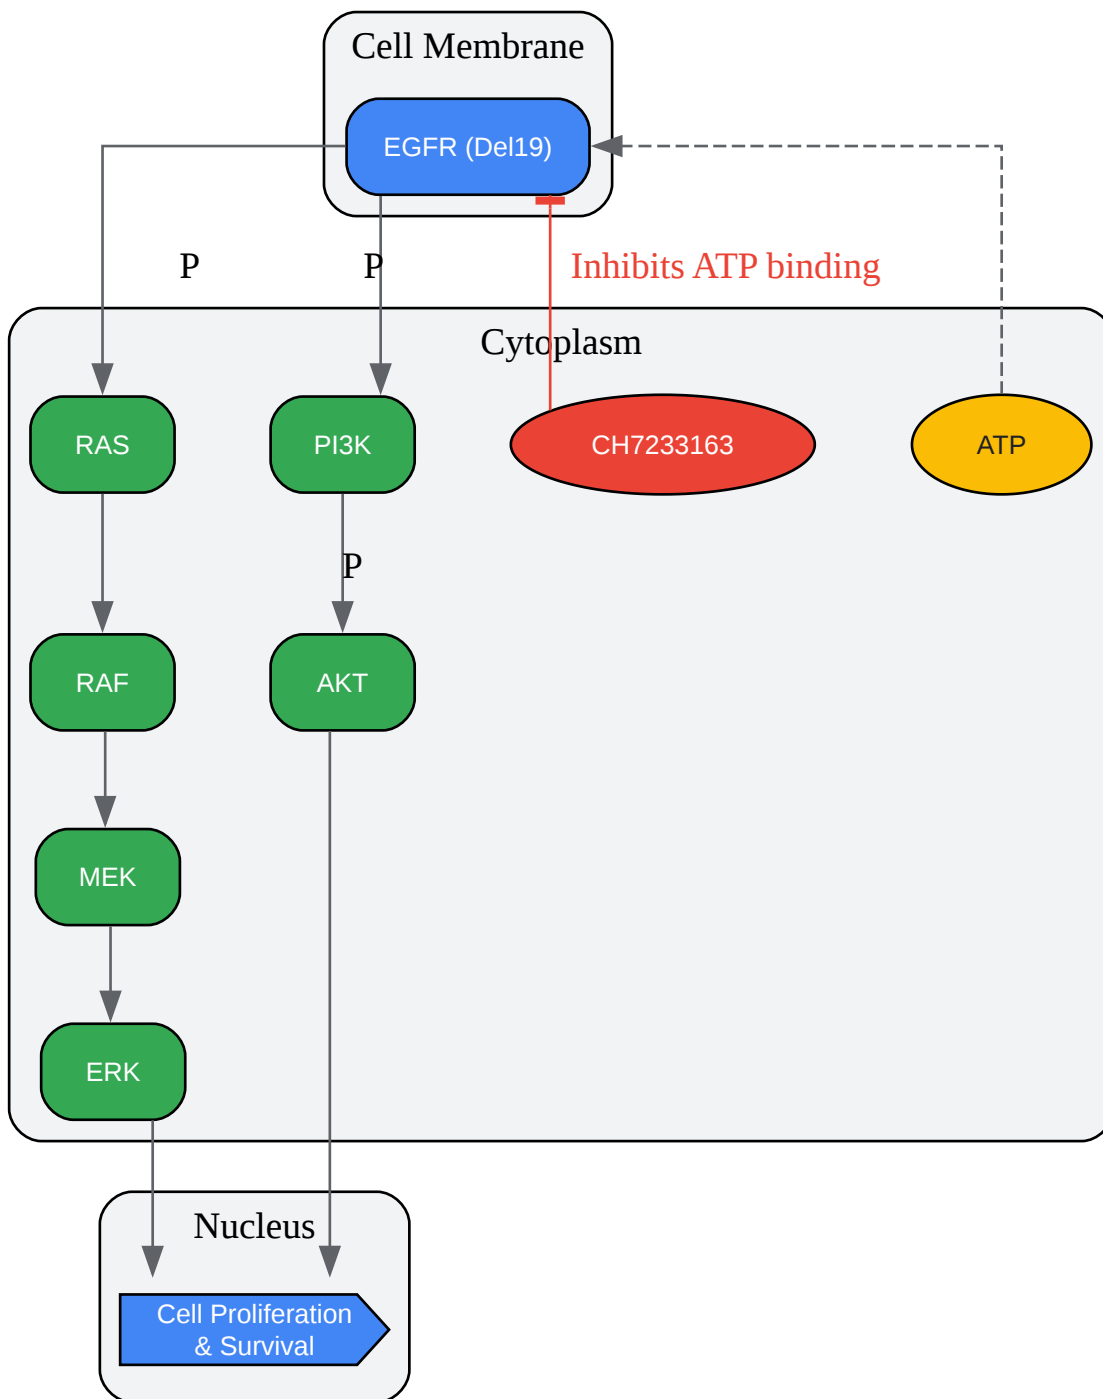 Cell Membrane
EGFR (Del19)
P
P
Inhibits ATP binding
Cytoplasm
RAS
PI3K
CH7233163
ATP
P
RAF
AKT
MEK
ERK
Nucleus
Cell Proliferation
& Survival